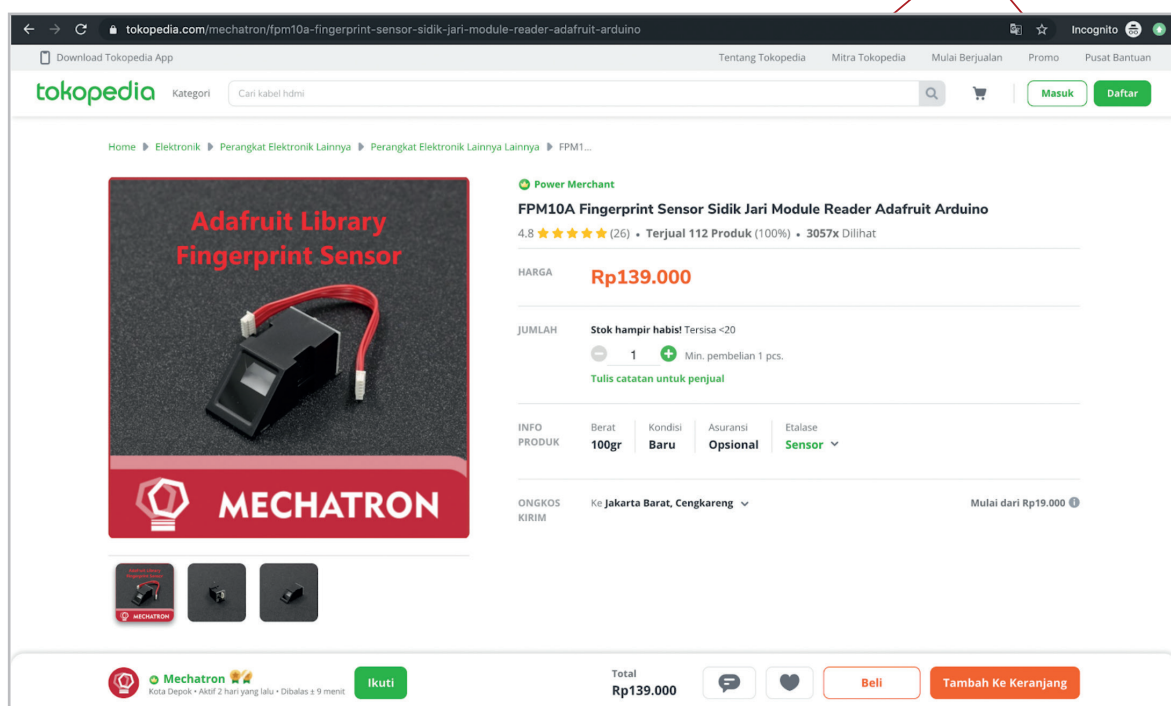 tokopedia.com/mechatron/fpm10a-fingerprint-sensor-sidik-jari-module-reader-adafruit-arduino
Incognito
Download Tokopedia App
Tentang Tokopedia
Mitra Tokopedia
Mulai Berjualan
Promo
Pusat Bantuan
tokopedia
Kategori
Cari kabel hdmi
Masuk
Daftar
Home
Elektronik
Perangkat Elektronik Lainnya
Perangkat Elektronik Lainnya Lainnya
FPM1...
Adafruit Library
Fingerprint Sensor
MECHATRON
Power Merchant
FPM10A Fingerprint Sensor Sidik Jari Module Reader Adafruit Arduino
4.8 (26) • Terjual 112 Produk (100%) • 3057x Dilihat
HARGA
Rp139.000
JUMLAH
Stok hampir habis! Tersisa <20
1
Min. pembelian 1 pcs.
Tulis catatan untuk penjual
INFO
PRODUK
Berat
100gr
Kondisi
Baru
Asuransi
Opsional
Etalase
Sensor
ONGKOS
KIRIM
Ke Jakarta Barat, Cengkareng
Mulai dari Rp19.000
Adafruit Library
Fingerprint Sensor
MECHATRON
Mechatron
Kota Depok • Aktif 2 hari yang lalu • Dibalas ± 9 menit
Ikuti
Total
Rp139.000
Beli
Tambah Ke Keranjang